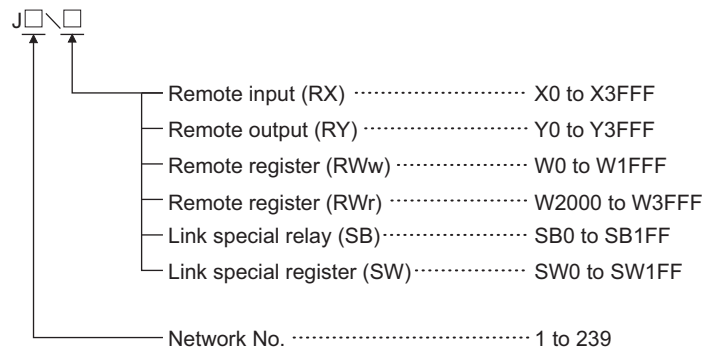 J□\□
Remote input (RX) ························ X0 to X3FFF
Remote output (RY) ······················ Y0 to Y3FFF
Remote register (RWw) ················ W0 to W1FFF
Remote register (RWr) ················· W2000 to W3FFF
Link special relay (SB) ················· SB0 to SB1FF
Link special register (SW) ············· SW0 to SW1FF
Network No. ································ 1 to 239